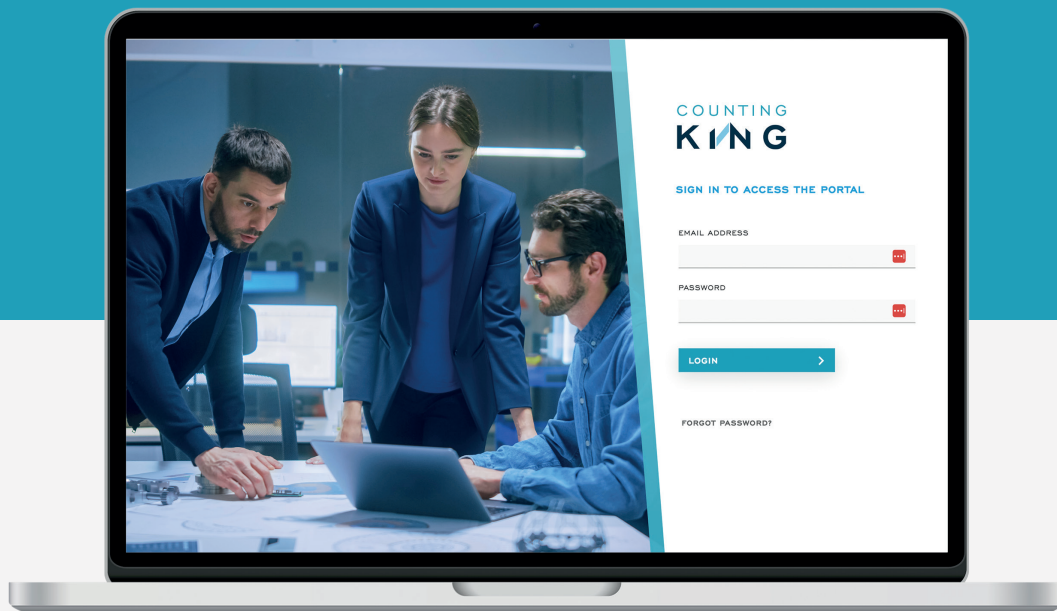 COUNTING
KING
SIGN IN TO ACCESS THE PORTAL
EMAIL ADDRESS
PASSWORD
LOGIN
FORGOT PASSWORD?